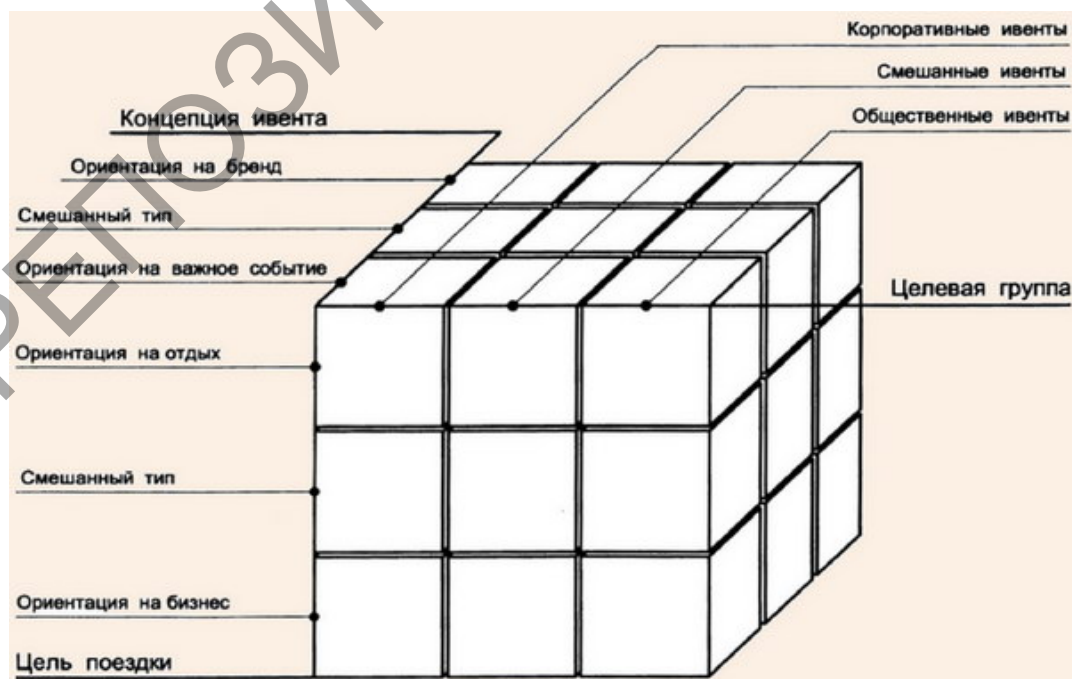 Корпоративные ивенты
Смешанные ивенты
Общественные ивенты
Концепция ивента
Ориентация на бренд
Смешанный тип
Ориентация на важное событие
Целевая группа
Ориентация на отдых
Смешанный тип
Ориентация на бизнес
Цель поездки
РЕПОЗИ